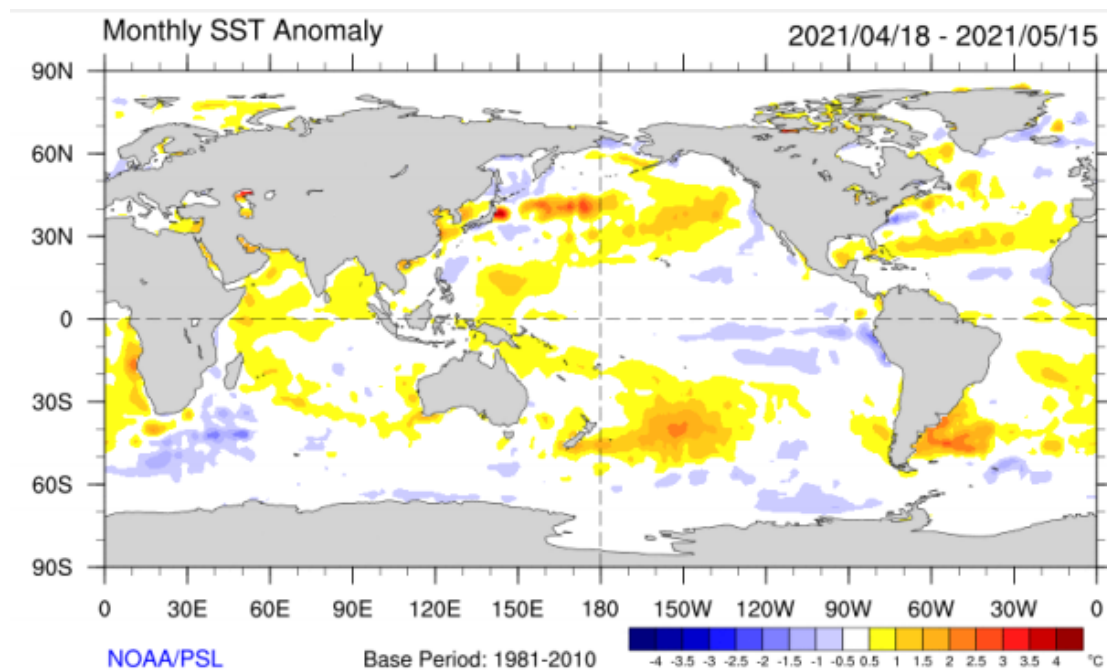 Monthly SST Anomaly 2021/04/18 - 2021/05/15
90N
60N
30N
0
30S
60S
90S
0 30E 60E 90E 120E 150E 180 150W 120W 90W 60W 30W 0
NOAA/PSL Base Period: 1981-2010
-4 -3.5 -3 -2.5 -2 -1.5 -1 -0.5 0.5 1 1.5 2 2.5 3 3.5 4 °C